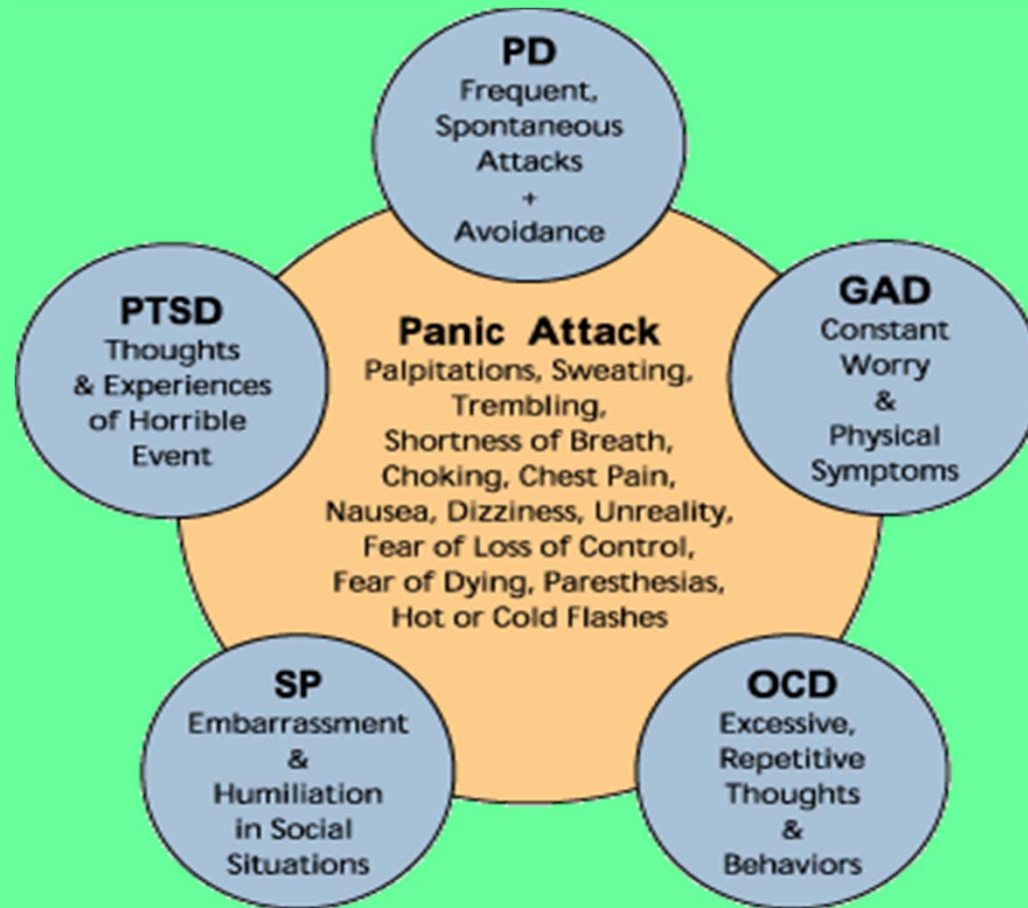 PD
Frequent,
Spontaneous
Attacks
+
Avoidance
PTSD
Thoughts
& Experiences
of Horrible
Event
GAD
Constant
Worry
&
Physical
Symptoms
Panic Attack
Palpitations, Sweating,
Trembling,
Shortness of Breath,
Choking, Chest Pain,
Nausea, Dizziness, Unreality,
Fear of Loss of Control,
Fear of Dying, Paresthesias,
Hot or Cold Flashes
SP
Embarrassment
&
Humiliation
in Social
Situations
OCD
Excessive,
Repetitive
Thoughts
&
Behaviors